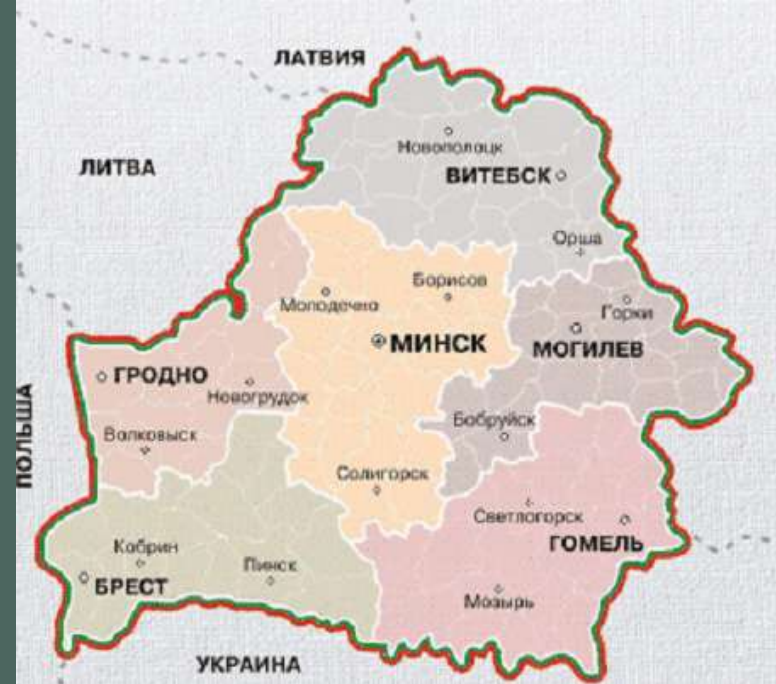 ЛАТВИЯ
ЛИТВА
Новополоцк
ВИТЕБСК
Орша
Борисов
Молодечно
Горки
МИНСК
МОГИЛЕВ
ГРОДНО
Новогрудок
ПОЛЬША
Бобруйск
Волковыск
Солигорск
Светлогорск
ГОМЕЛЬ
Кобрин
Пинск
БРЕСТ
Мозырь
УКРАИНА